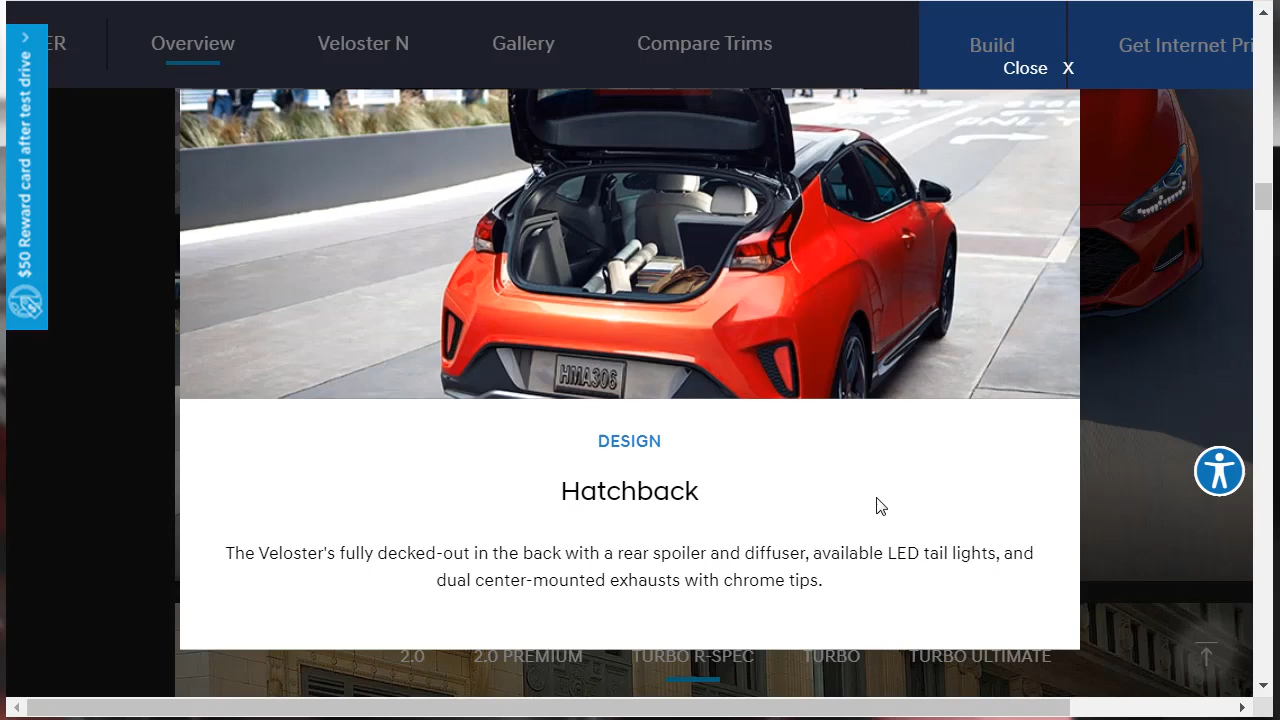 ER
Overview
Veloster N
Gallery
Compare Trims
Build
Get Internet Pri
Close X
$50 Reward card after test drive
HMA306
DESIGN
Hatchback
The Veloster's fully decked-out in the back with a rear spoiler and diffuser, available LED tail lights, and
dual center-mounted exhausts with chrome tips.
2.0
2.0 PREMIUM
TURBO R-SPEC
TURBO
TURBO ULTIMATE